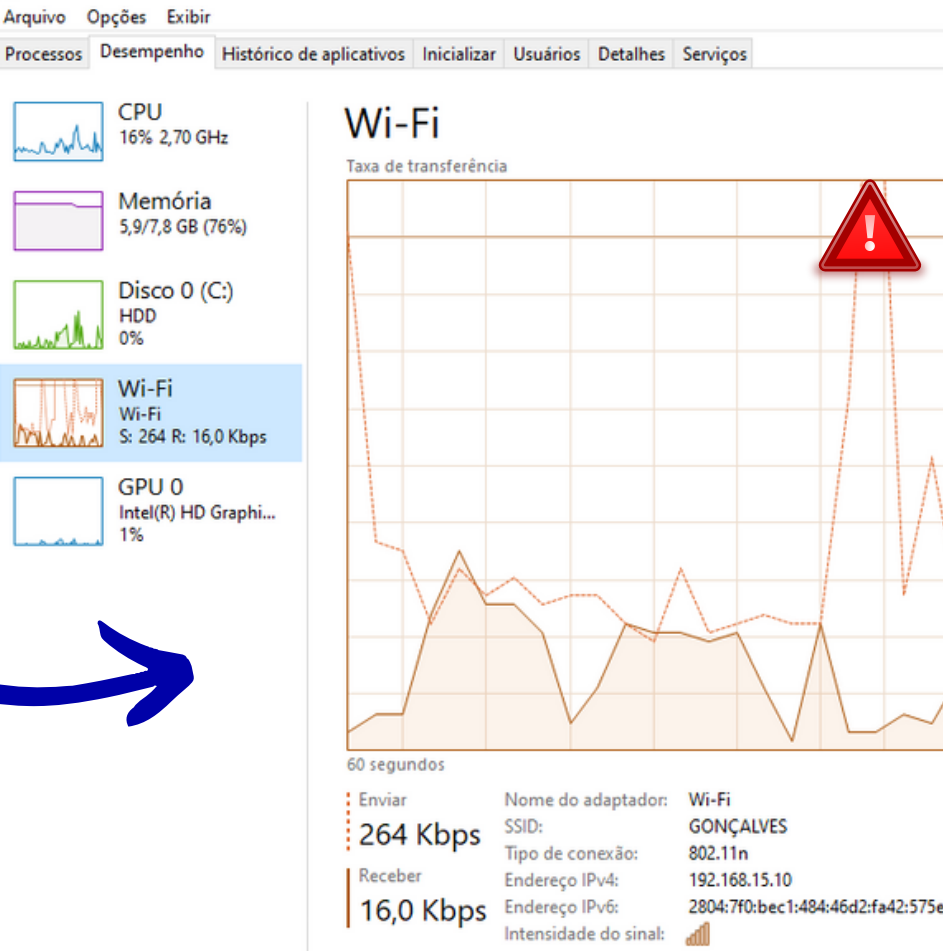 Arquivo Opções Exibir
Processos Desempenho Histórico de aplicativos Inicializar Usuários Detalhes Serviços
CPU
16% 2,70 GHz
Memória
5,9/7,8 GB (76%)
Disco 0 (C:)
HDD
0%
Wi-Fi
Wi-Fi
S: 264 R: 16,0 Kbps
GPU 0
Intel(R) HD Graphi...
1%
Wi-Fi
Taxa de transferência
!
60 segundos
Enviar
264 Kbps
Receber
16,0 Kbps
Nome do adaptador: Wi-Fi
SSID: GONÇALVES
Tipo de conexão: 802.11n
Endereço IPv4: 192.168.15.10
Endereço IPv6: 2804:7f0:bec1:484:46d2:fa42:575e
Intensidade do sinal: